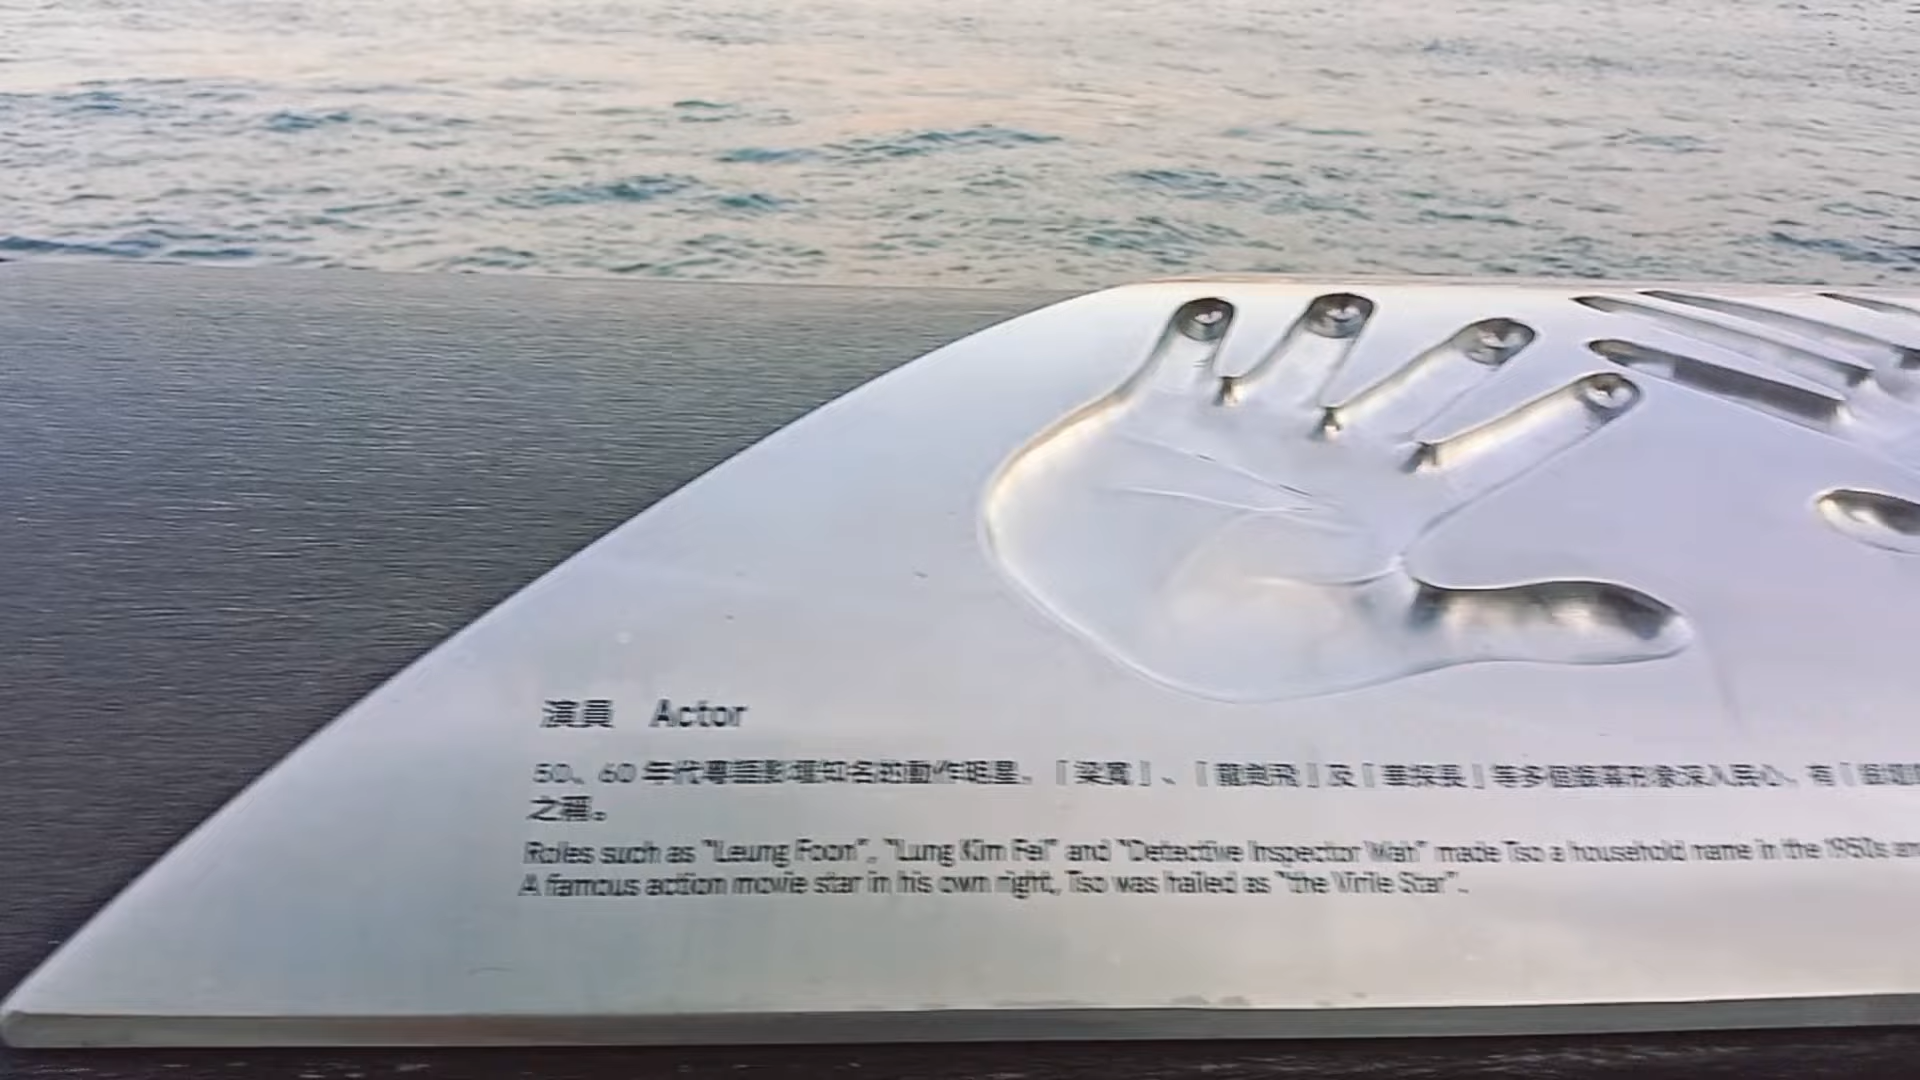 演員 Actor
50、60 年代粵語影壇知名的動作明星，「梁寬」、「龍劍飛」及「華探長」等多個銀幕形象深入民心，有「銀
之稱。
Roles such as "Leung Foon", "Lung Kim Fei" and "Detective Inspector Wah" made Tso a household name in the 1950s an
A famous action movie star in his own right, Tso was hailed as "the Virile Star".